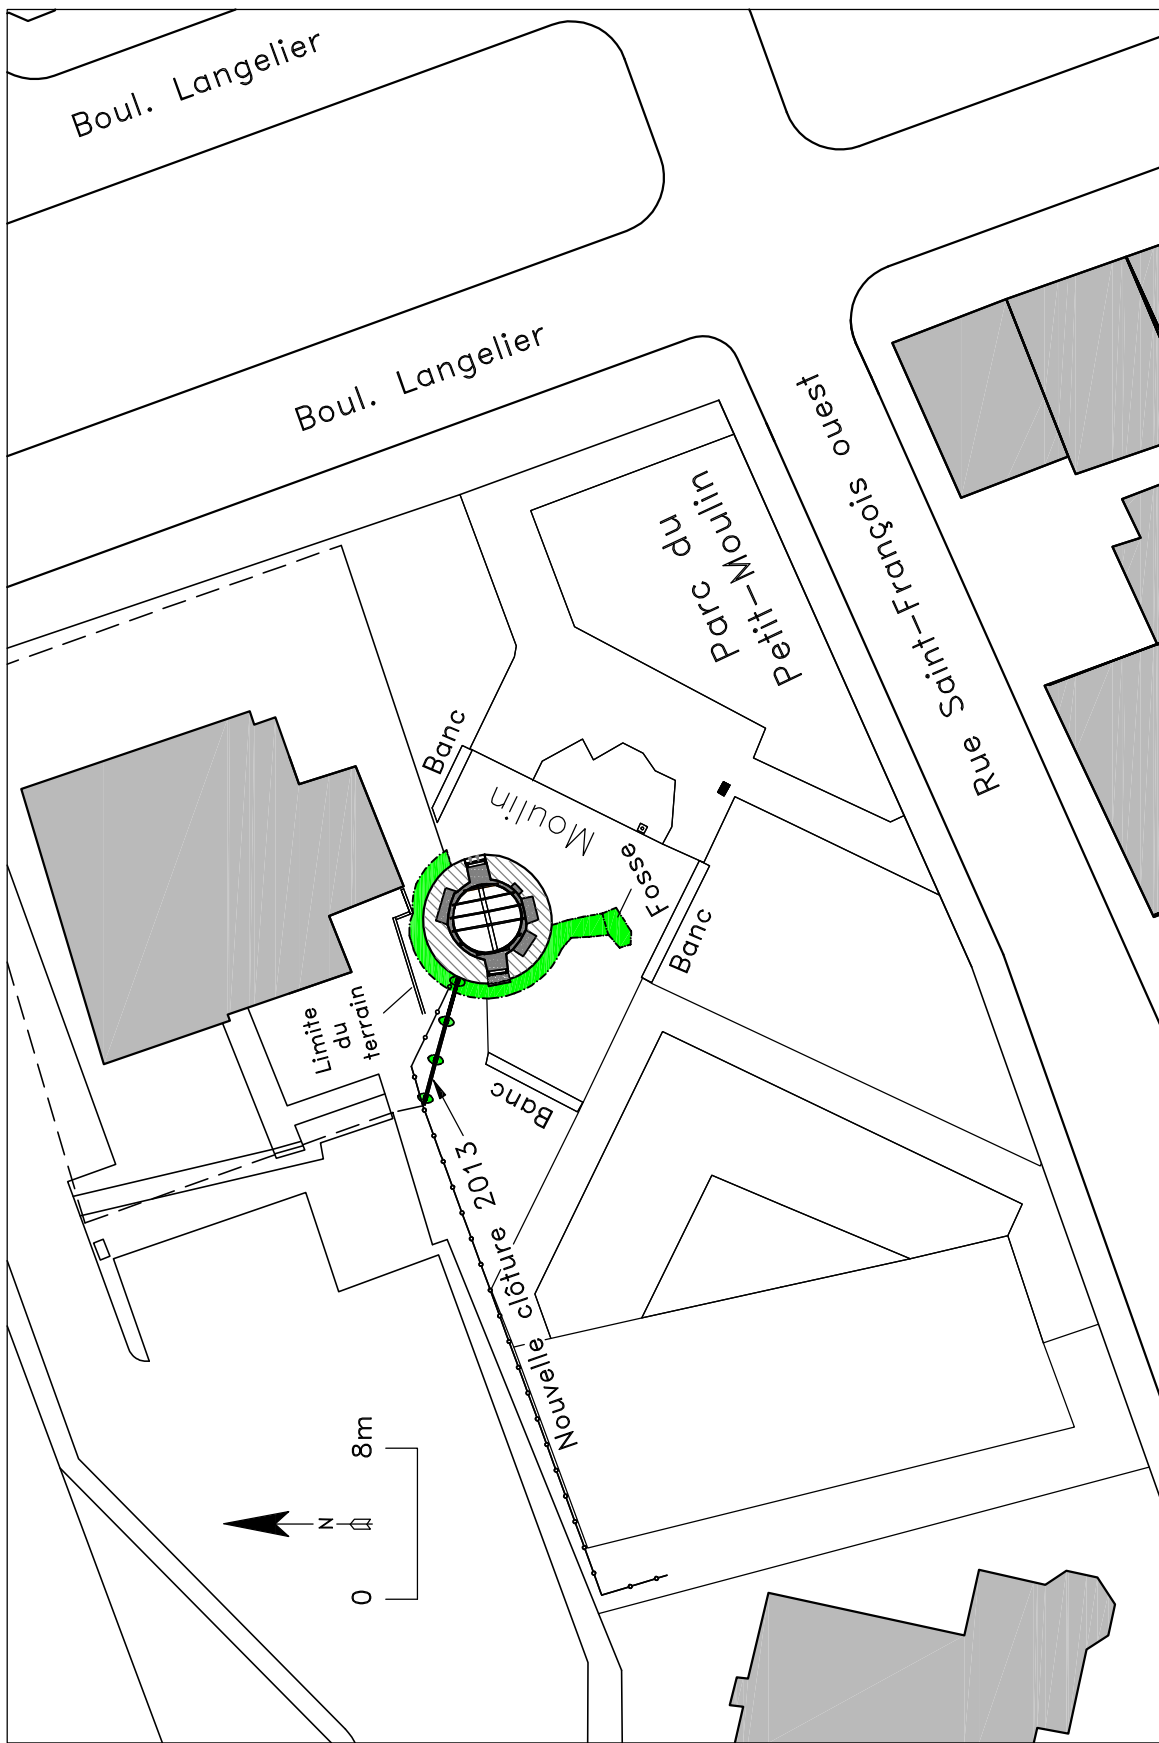 Boul. Langelier
Boul. Langelier
Rue Saint-François ouest
Parc du
Petit-Moulin
Banc
Moulin
Fosse
Banc
Limite
du
terrain
Banc
Nouvelle clôture 2013
8m
N
0